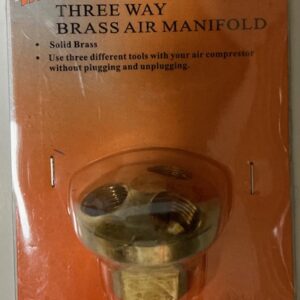 THREE WAY
BRASS AIR MANIFOLD
• Solid Brass
• Use three different tools with your air compressor
without plugging and unplugging.